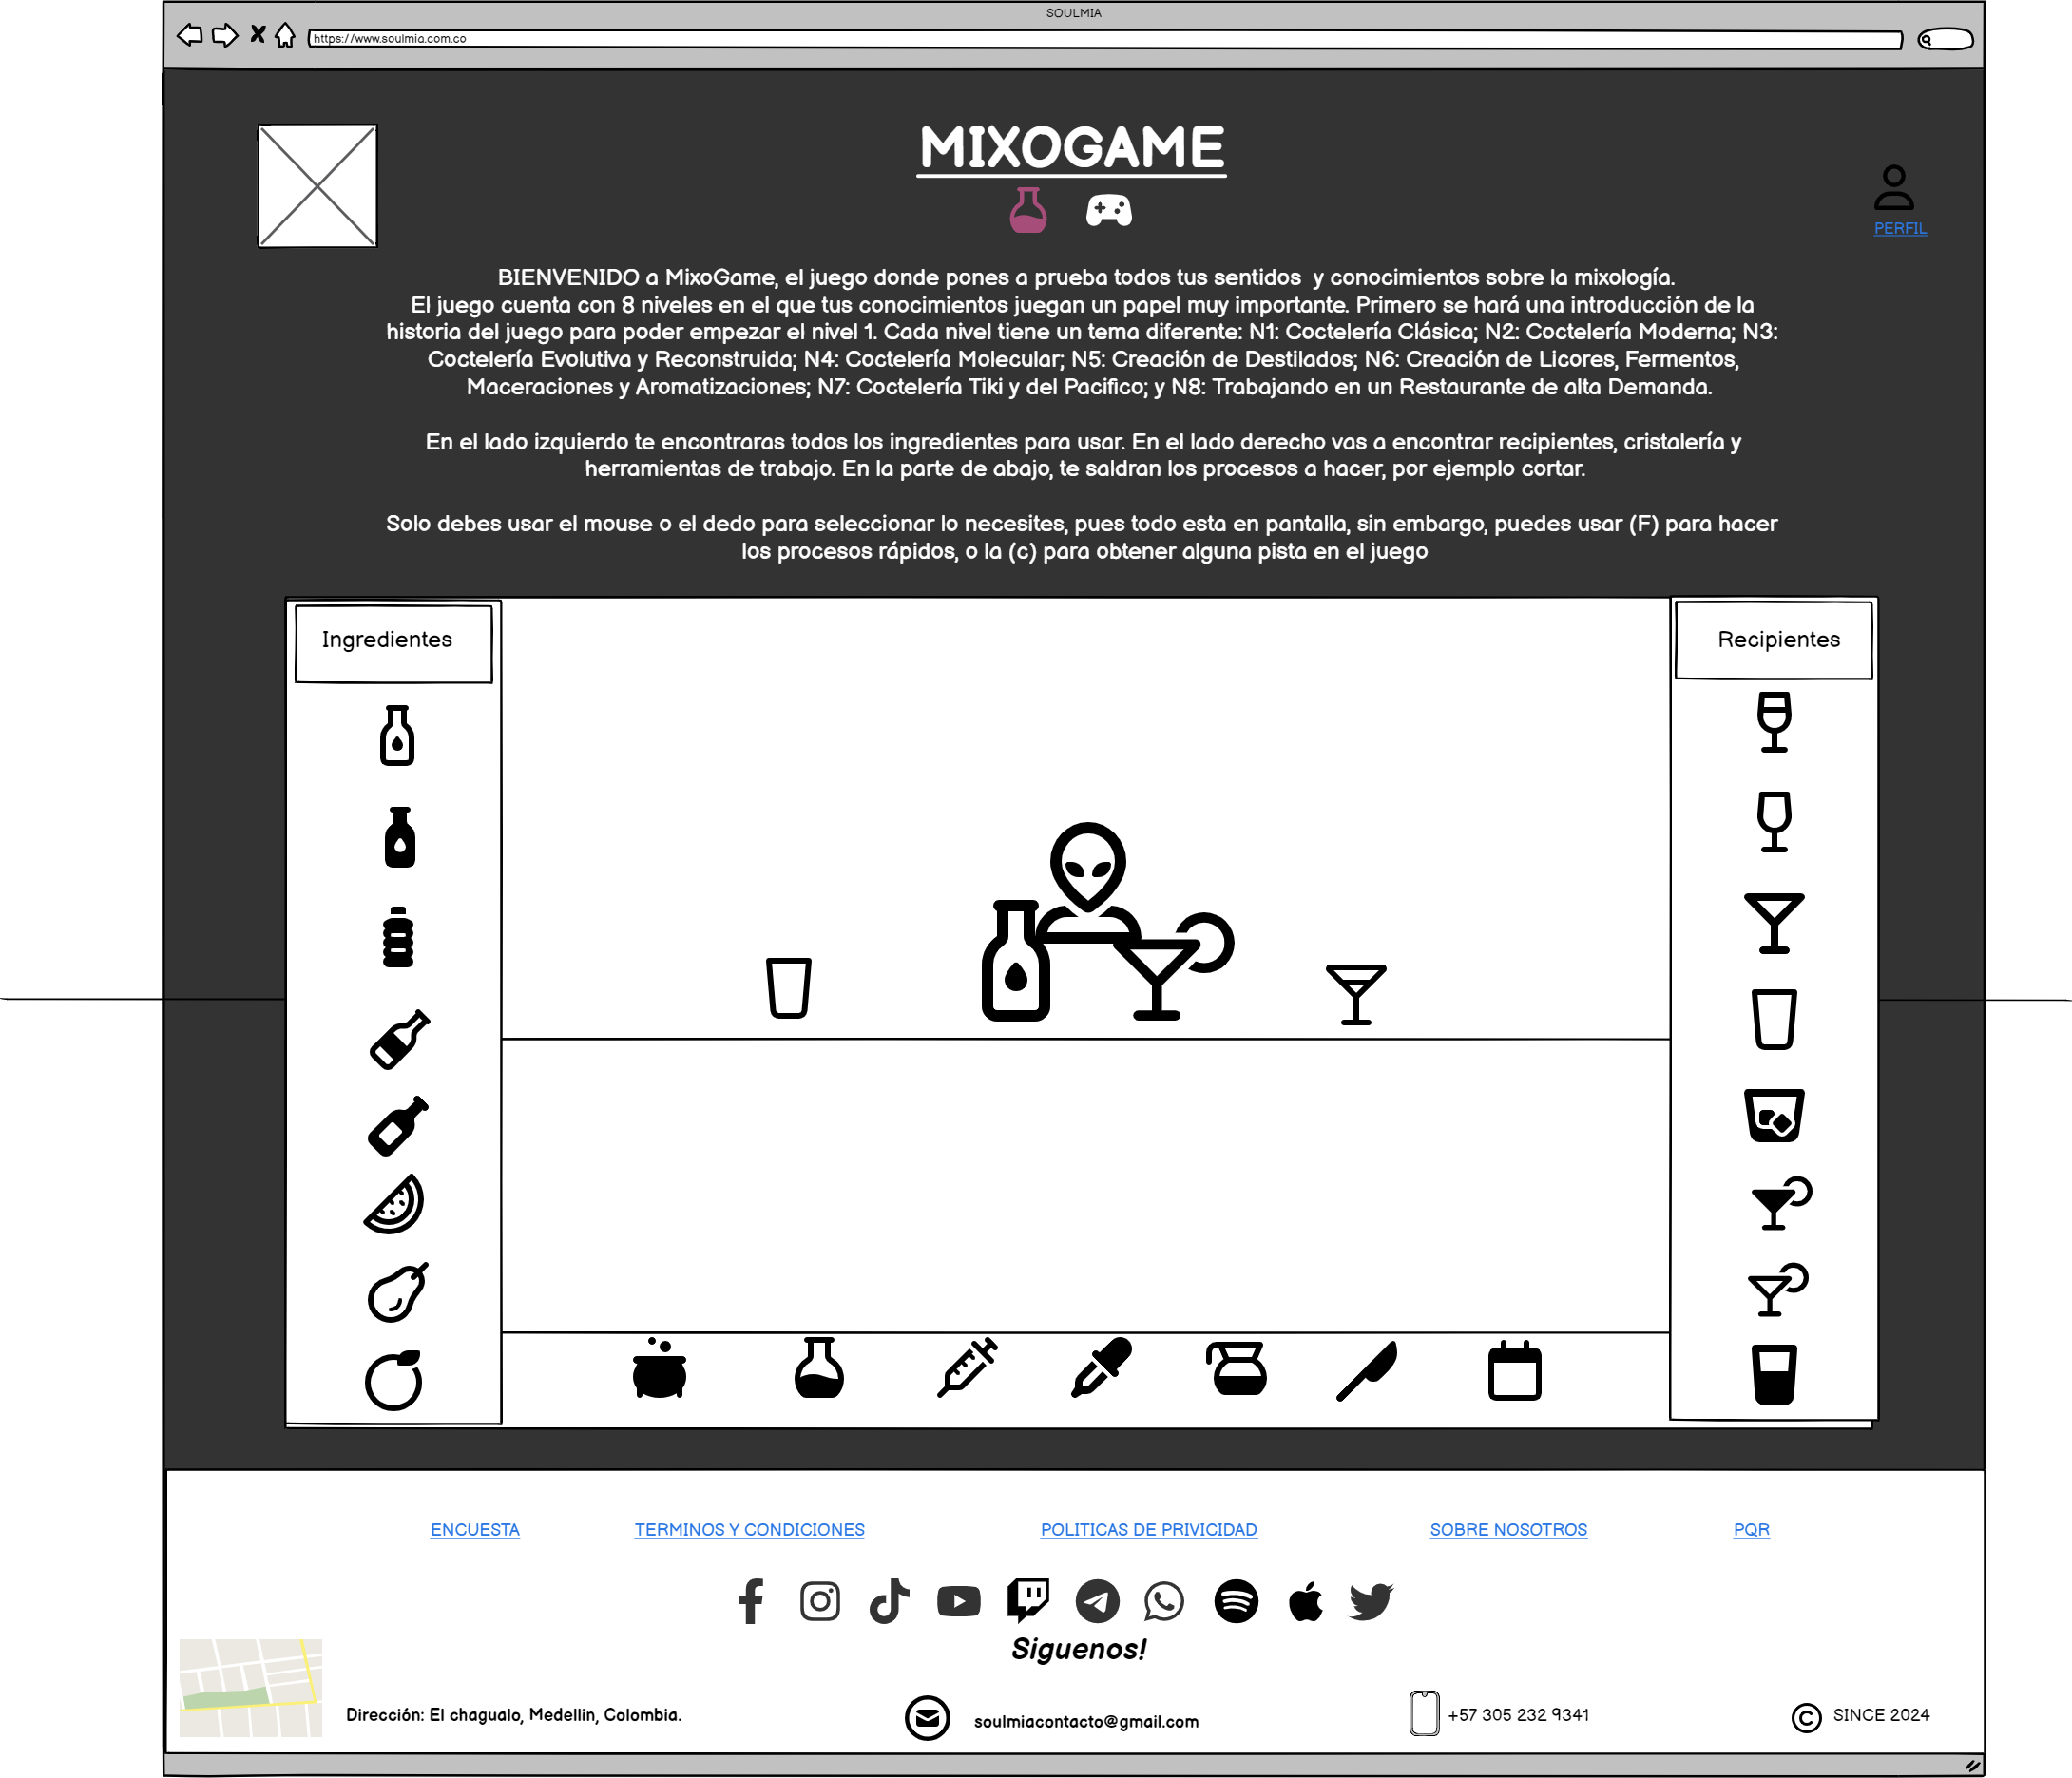 SOULMIA
https://www.soulmia.com.co
MIXOGAME
PERFIL
BIENVENIDO a MixoGame, el juego donde pones a prueba todos tus sentidos  y conocimientos sobre la mixología.
El juego cuenta con 8 niveles en el que tus conocimientos juegan un papel muy importante. Primero se hará una introducción de la
historia del juego para poder empezar el nivel 1. Cada nivel tiene un tema diferente: N1: Coctelería Clásica; N2: Coctelería Moderna; N3:
Coctelería Evolutiva y Reconstruida; N4: Coctelería Molecular; N5: Creación de Destilados; N6: Creación de Licores, Fermentos,
Maceraciones y Aromatizaciones; N7: Coctelería Tiki y del Pacifico; y N8: Trabajando en un Restaurante de alta Demanda.
En el lado izquierdo te encontraras todos los ingredientes para usar. En el lado derecho vas a encontrar recipientes, cristalería y
herramientas de trabajo. En la parte de abajo, te saldran los procesos a hacer, por ejemplo cortar.
Solo debes usar el mouse o el dedo para seleccionar lo necesites, pues todo esta en pantalla, sin embargo, puedes usar (F) para hacer
los procesos rápidos, o la (c) para obtener alguna pista en el juego
Ingredientes
Recipientes
ENCUESTA
TERMINOS Y CONDICIONES
POLITICAS DE PRIVICIDAD
SOBRE NOSOTROS
PQR
Siguenos!
Dirección: El chagualo, Medellin, Colombia.
soulmiacontacto@gmail.com
+57 305 232 9341
© SINCE 2024